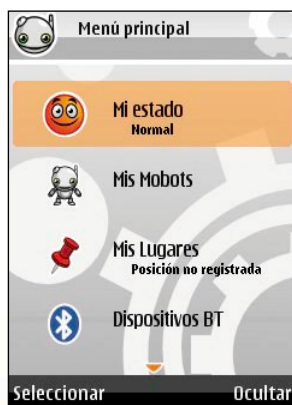 Menú principal
Mi estado
Normal
Mis Mobots
Mis Lugares
Posición no registrada
Dispositivos BT
Seleccionar Ocultar